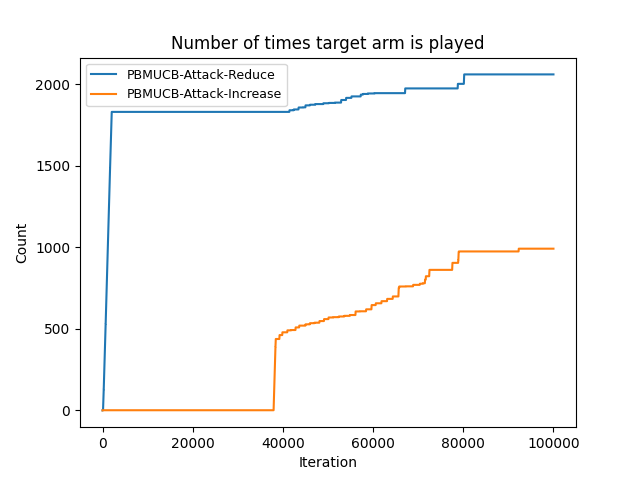 Number of times target arm is played
PBMUCB-Attack-Reduce
PBMUCB-Attack-Increase
2000
1500
1000
500
0
Count
0 20000 40000 60000 80000 100000
Iteration